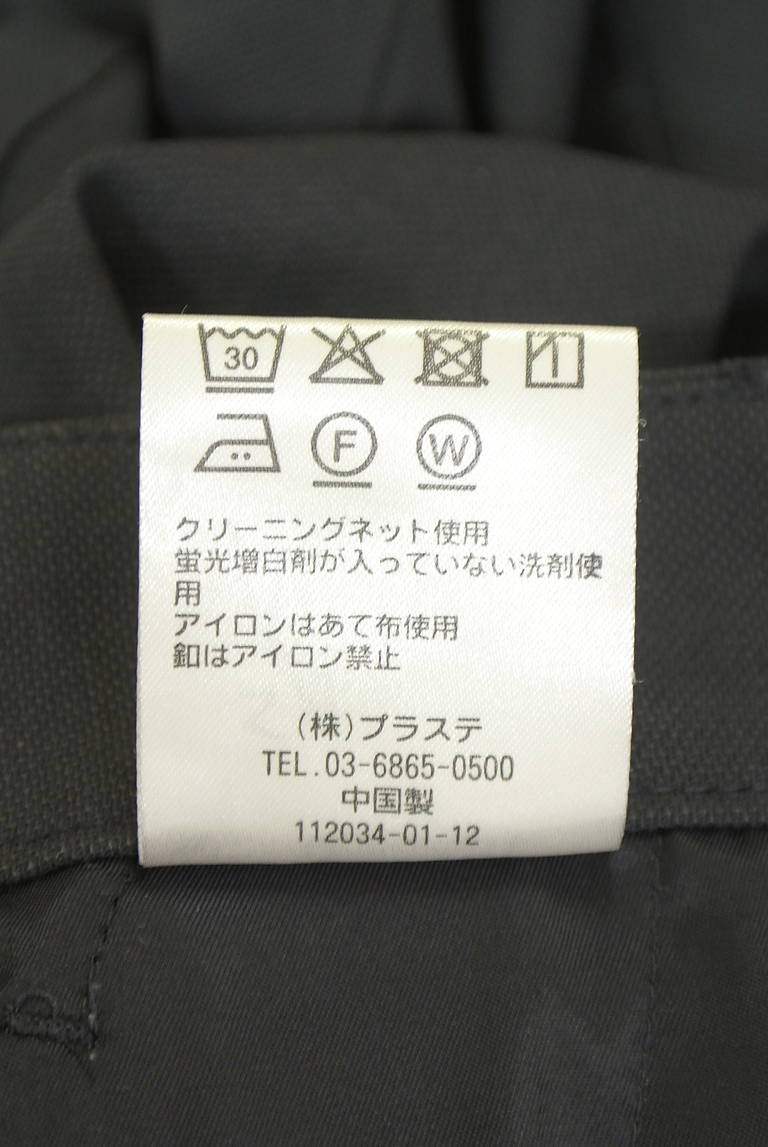 30
F W
クリーニングネット使用
蛍光増白剤が入っていない洗剤使
用
アイロンはあて布使用
釦はアイロン禁止
(株)プラステ
TEL.03-6865-0500
中国製
112034-01-12